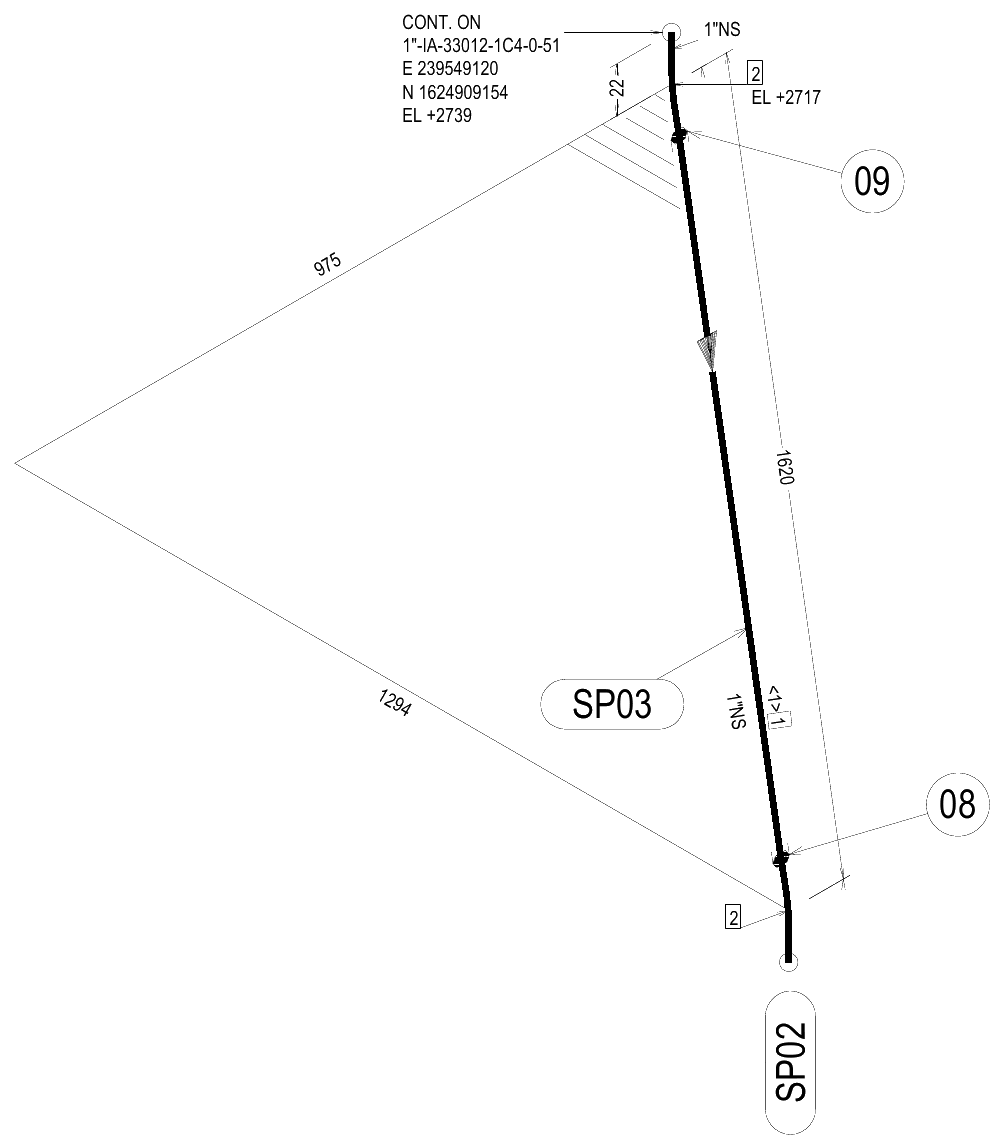 CONT. ON
1"-IA-33012-1C4-0-51
E 239549120
N 1624909154
EL +2739
1"NS
2
EL +2717
22
09
975
1620
SP03
1294
1"NS
<1>
1
08
2
SP02